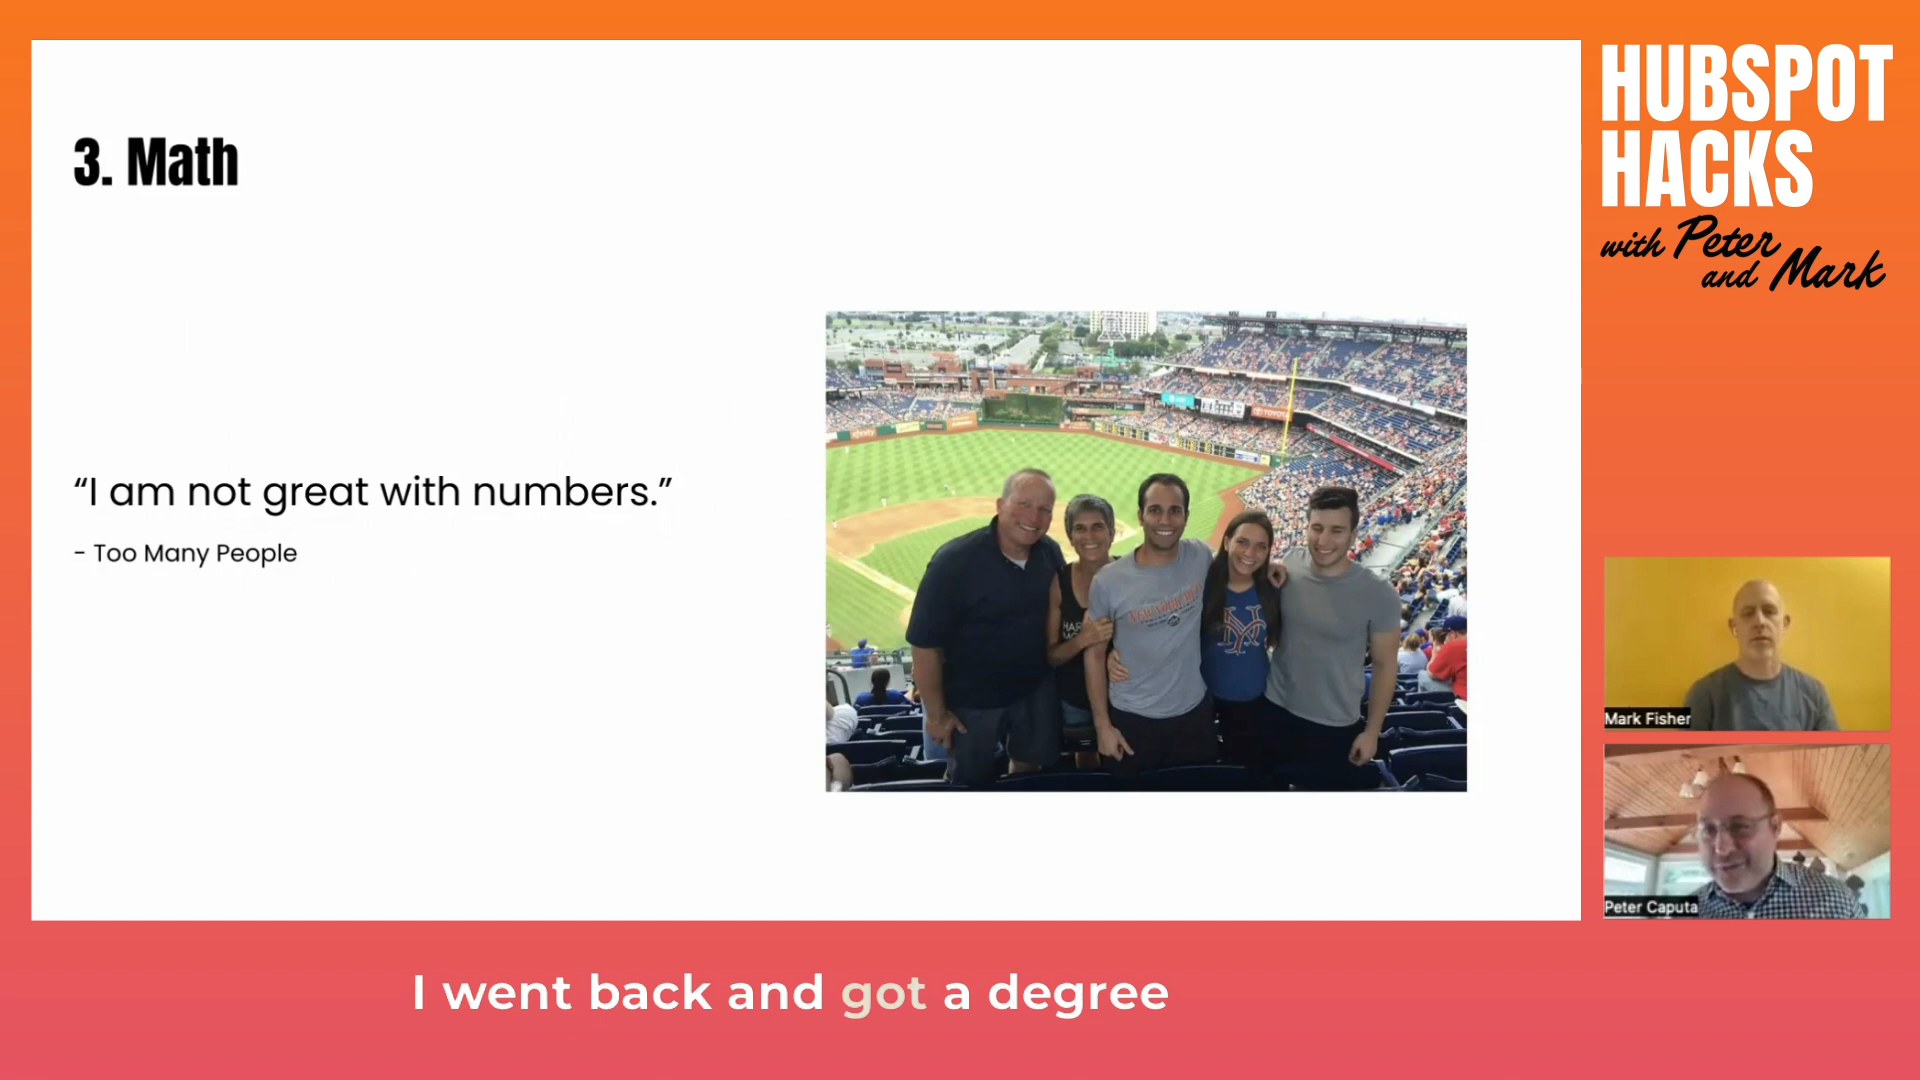 3. Math
“I am not great with numbers.”
- Too Many People
HUBSPOT
HACKS
with Peter
and Mark
TOYOTA
Mark Fisher
Peter Caputa
I went back and got a degree